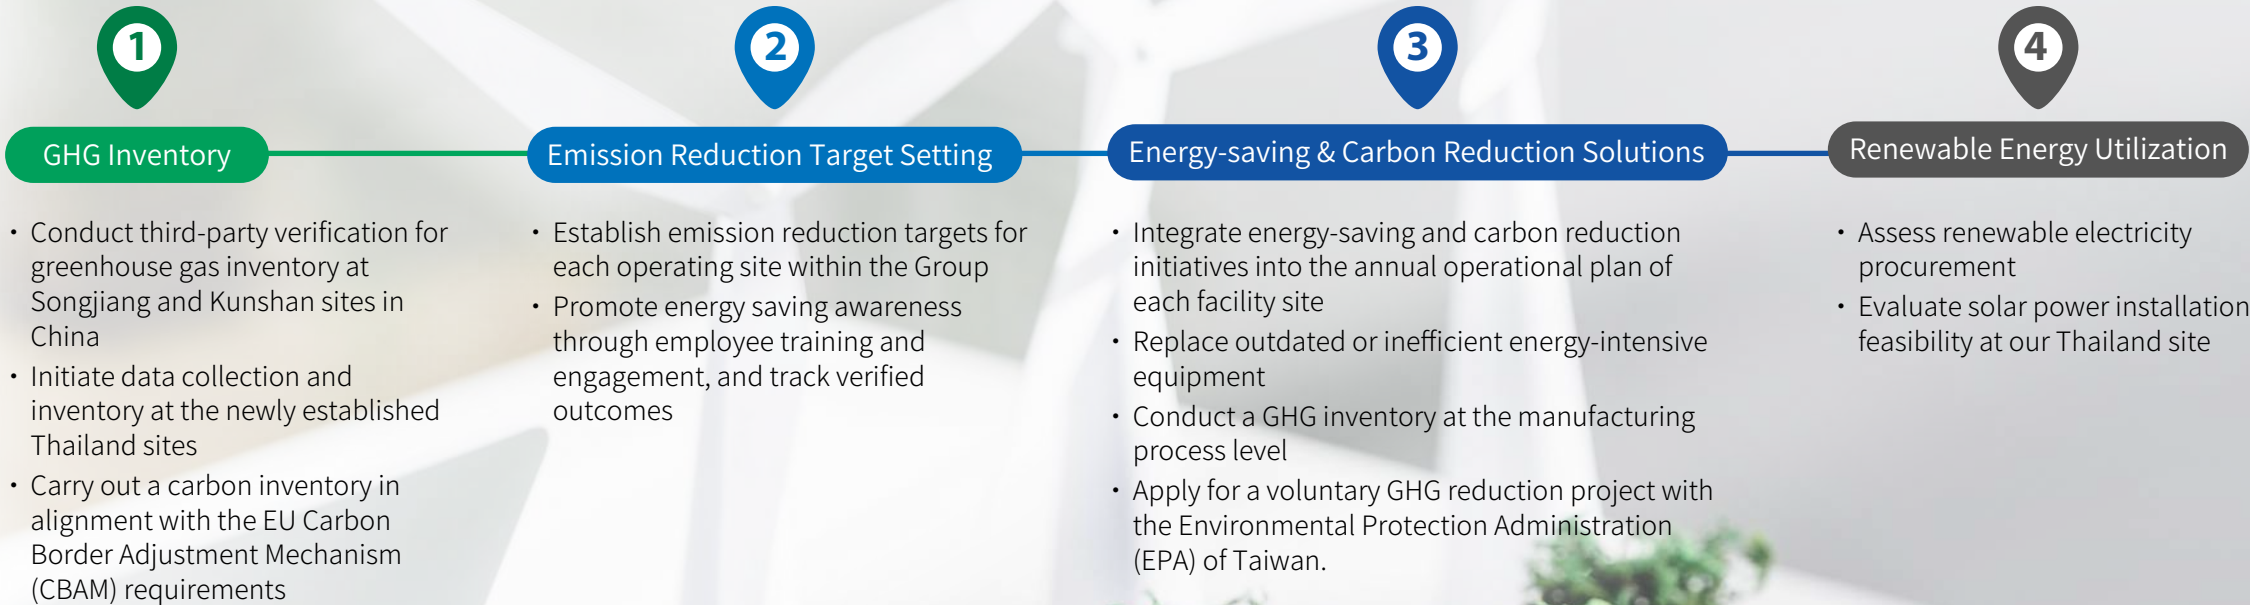 1
GHG Inventory
• Conduct third-party verification for
greenhouse gas inventory at
Songjiang and Kunshan sites in
China
• Initiate data collection and
inventory at the newly established
Thailand sites
• Carry out a carbon inventory in
alignment with the EU Carbon
Border Adjustment Mechanism
(CBAM) requirements
2
Emission Reduction Target Setting
• Establish emission reduction targets for
each operating site within the Group
• Promote energy saving awareness
through employee training and
engagement, and track verified
outcomes
3
Energy-saving & Carbon Reduction Solutions
• Integrate energy-saving and carbon reduction
initiatives into the annual operational plan of
each facility site
• Replace outdated or inefficient energy-intensive
equipment
• Conduct a GHG inventory at the manufacturing
process level
• Apply for a voluntary GHG reduction project with
the Environmental Protection Administration
(EPA) of Taiwan.
4
Renewable Energy Utilization
• Assess renewable electricity
procurement
• Evaluate solar power installation
feasibility at our Thailand site